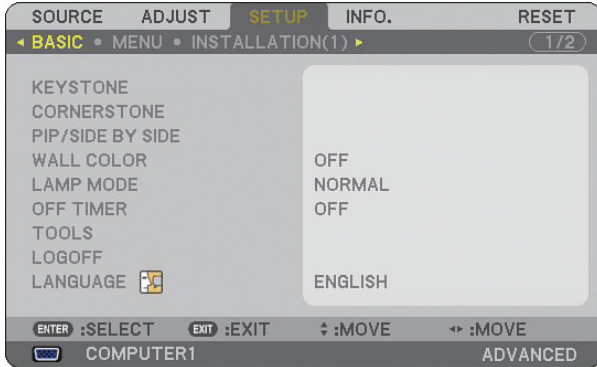 SOURCE ADJUST SETUP INFO. RESET
BASIC • MENU • INSTALLATION(1) 1/2
KEYSTONE
CORNERSTONE
PIP/SIDE BY SIDE
WALL COLOR OFF
LAMP MODE NORMAL
OFF TIMER OFF
TOOLS
LOGOFF
LANGUAGE ENGLISH
ENTER :SELECT EXIT :EXIT :MOVE :MOVE
COMPUTER1 ADVANCED